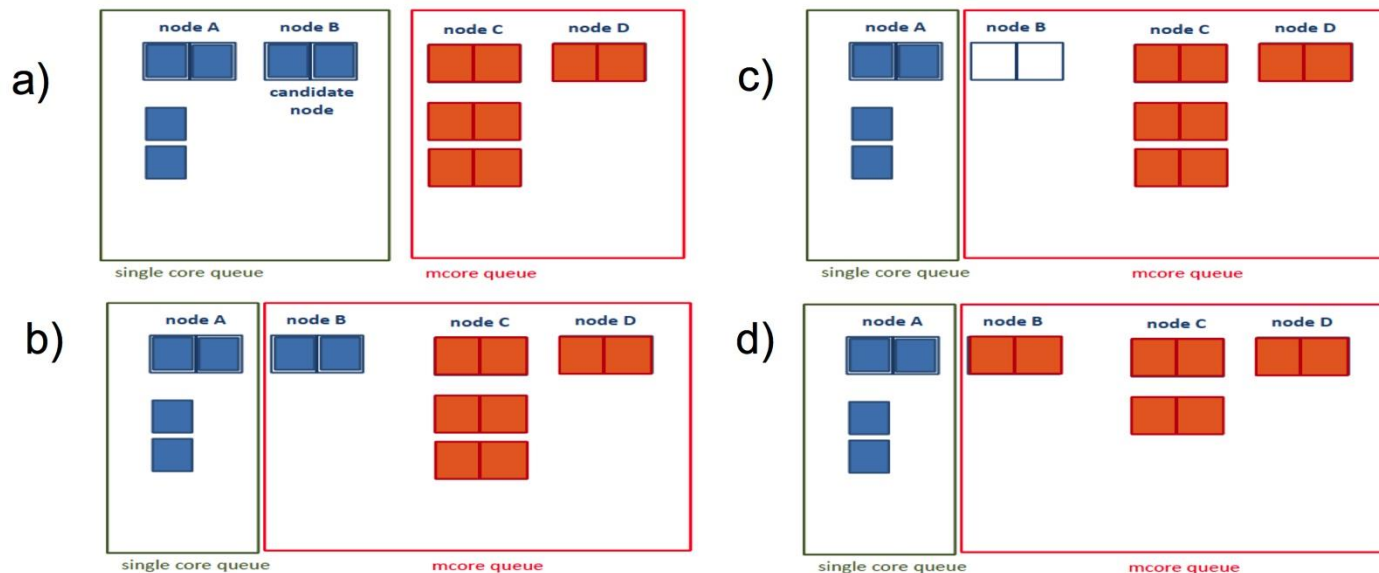 a)
node A
node B
candidate
node
node C
node D
single core queue
mcore queue
c)
node A
node B
node C
node D
single core queue
mcore queue
b)
node A
node B
node C
node D
single core queue
mcore queue
d)
node A
node B
node C
node D
single core queue
mcore queue